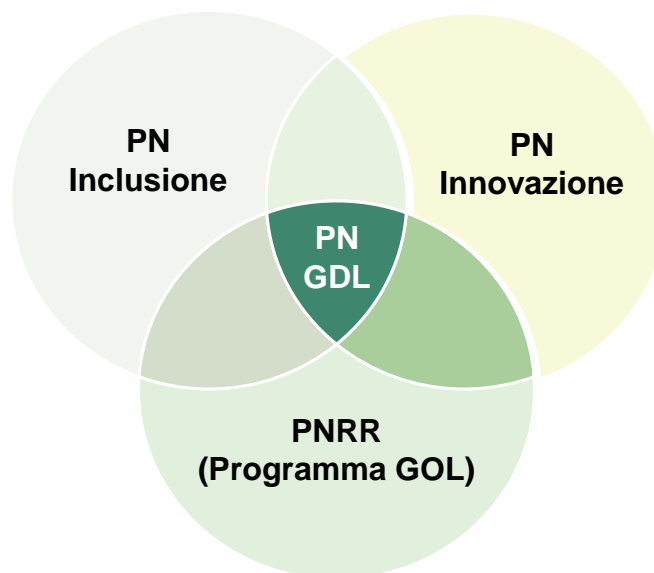 PN
Inclusione
PN
Innovazione
PN
GDL
PNRR
(Programma GOL)